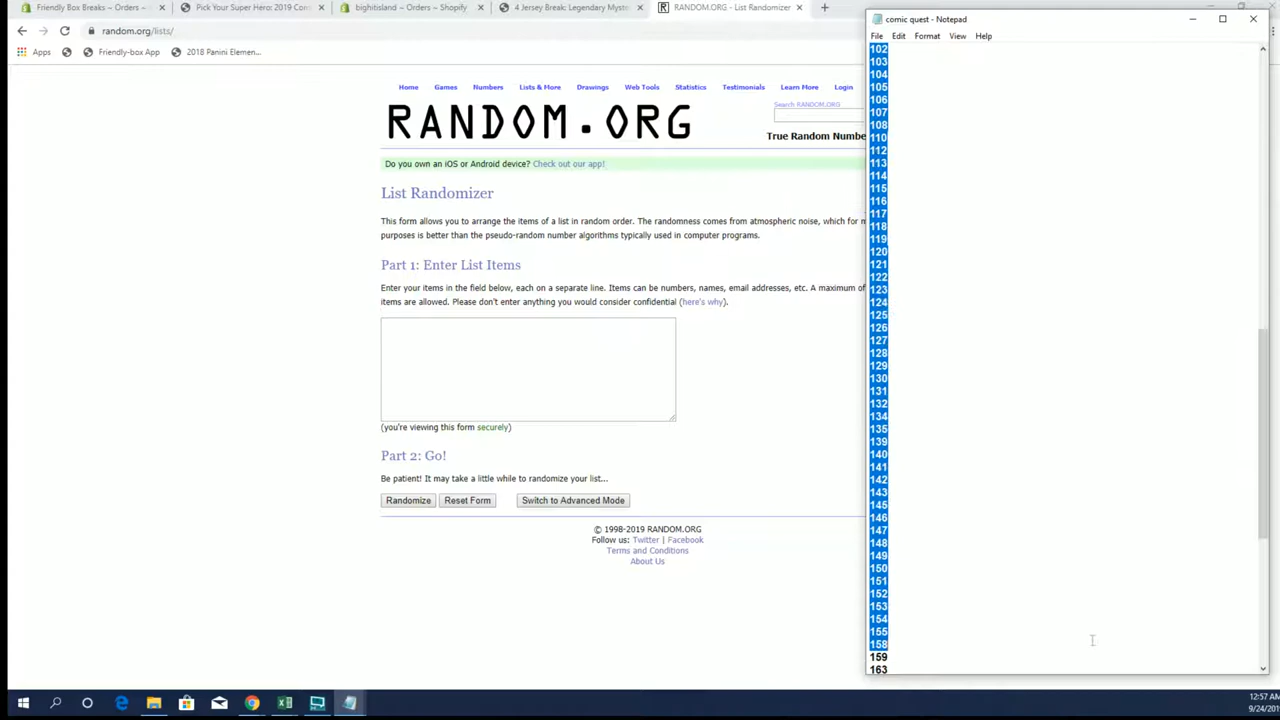 Friendly Box Breaks ~ Orders ~
Pick Your Super Hero: 2019 Com
bighitisland ~ Orders ~ Shopify
4 Jersey Break: Legendary Myste
RANDOM.ORG - List Randomizer
random.org/lists/
Apps
Friendly-box App
2018 Panini Elemen...
Home Games Numbers Lists & More Drawings Web Tools Statistics Testimonials Learn More Login
Search RANDOM.ORG
RANDOM.ORG
True Random Numbe
Do you own an iOS or Android device? Check out our app!
List Randomizer
This form allows you to arrange the items of a list in random order. The randomness comes from atmospheric noise, which for m
purposes is better than the pseudo-random number algorithms typically used in computer programs.
Part 1: Enter List Items
Enter your items in the field below, each on a separate line. Items can be numbers, names, email addresses, etc. A maximum of
items are allowed. Please don't enter anything you would consider confidential (here's why).
(you're viewing this form securely)
Part 2: Go!
Be patient! It may take a little while to randomize your list...
Randomize Reset Form Switch to Advanced Mode
© 1998-2019 RANDOM.ORG
Follow us: Twitter | Facebook
Terms and Conditions
About Us
comic quest - Notepad
File Edit Format View Help
102
103
104
105
106
107
108
110
112
113
114
115
116
117
118
119
120
121
122
123
124
125
126
127
128
129
130
131
132
134
135
139
140
141
142
143
145
146
147
148
149
150
151
152
153
154
155
158
159
163
12:57 AM
9/24/201